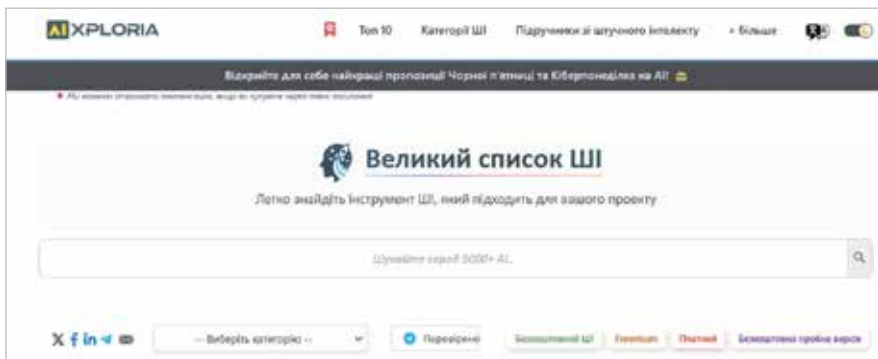 AIXPLORIA
Топ 10 Категорії ШІ Підручники зі штучного інтелекту + більше
Відкрийте для себе найкращі пропозиції Чорної п'ятниці та Кіберпонеділка на AI!
Великий список ШІ
Легко знайдіть інструмент ШІ, який підходить для вашого проекту
Шукайте серед 5000+ AI.
-- Виберіть категорію -- Перевірено Безкоштовний ШІ Freemium Платний Безкоштовна пробна версія